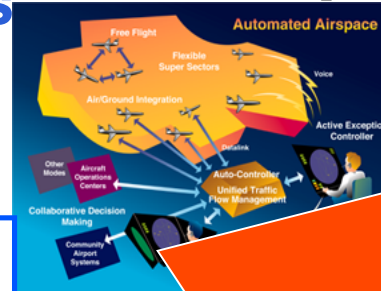 s
Automated Airspace
Free Flight
Flexible
Super Sectors
Voice
Air/Ground Integration
Active Exception
Controller
Datalink
Other
Modes
Aircraft
Operations
Centers
Auto-Controller
Unified Traffic
Flow Management
Collaborative Decision
Making
Community
Airport
Systems